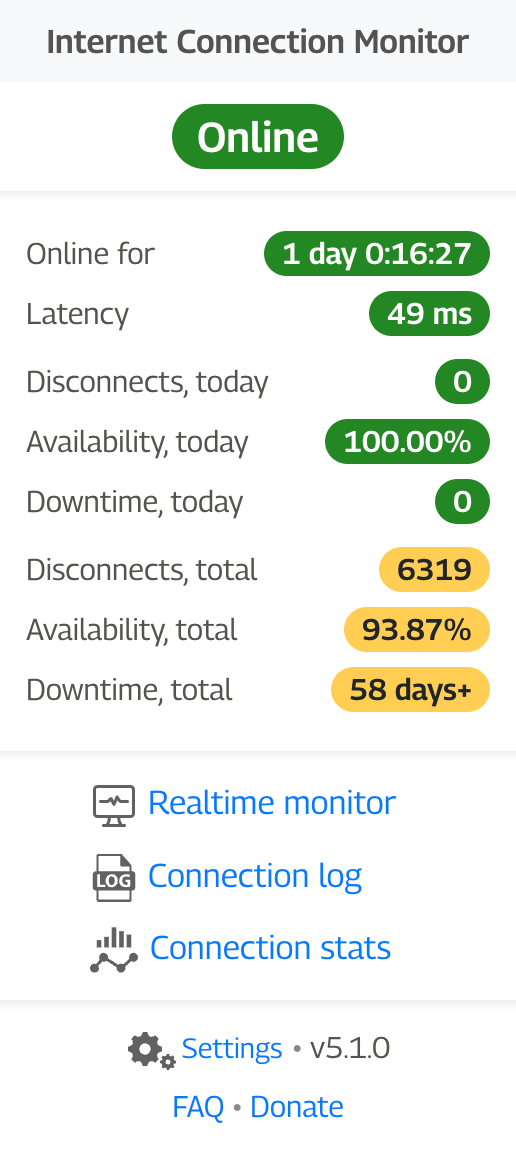 Internet Connection Monitor
Online
Online for 1 day 0:16:27
Latency 49 ms
Disconnects, today 0
Availability, today 100.00%
Downtime, today 0
Disconnects, total 6319
Availability, total 93.87%
Downtime, total 58 days+
Realtime monitor
LOG Connection log
Connection stats
Settings • v5.1.0
FAQ • Donate